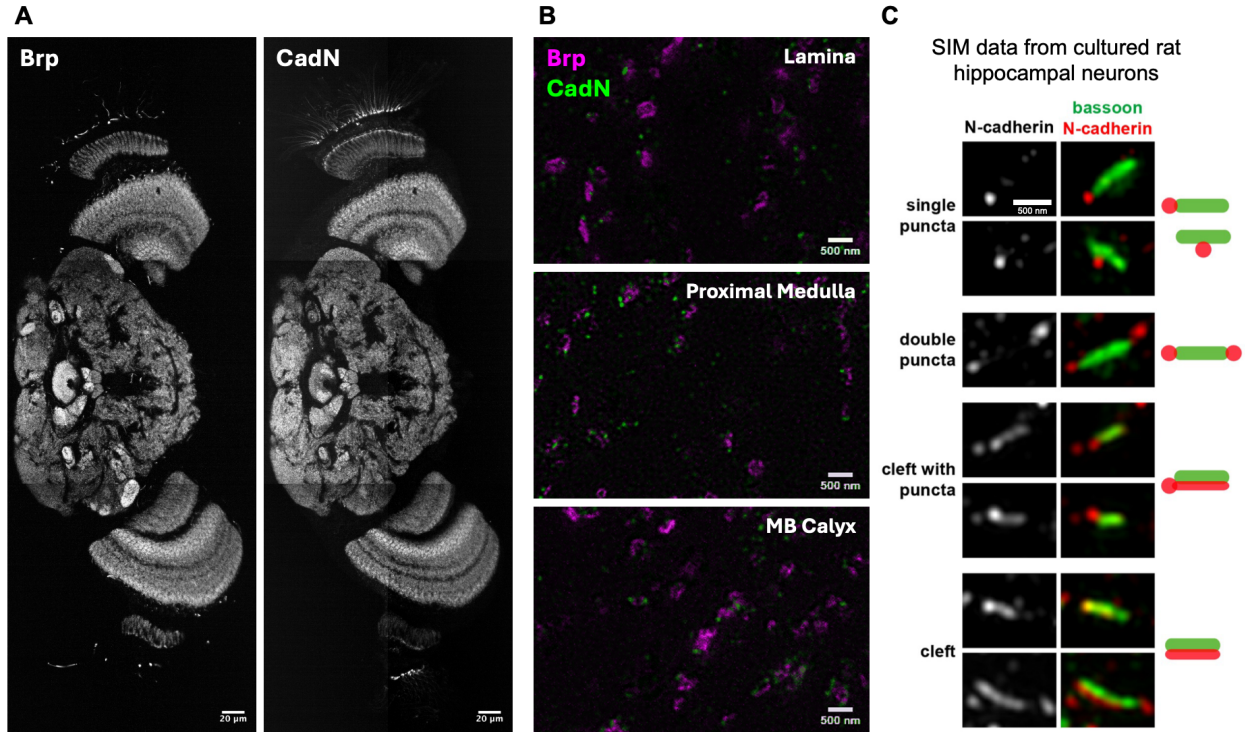 A
Brp
CadN
20 µm
20 µm
B
Brp
CadN
Lamina
500 nm
Proximal Medulla
500 nm
MB Calyx
500 nm
C
SIM data from cultured rat
hippocampal neurons
bassoon
N-cadherin N-cadherin
500 nm
single
puncta
double
puncta
cleft with
puncta
cleft